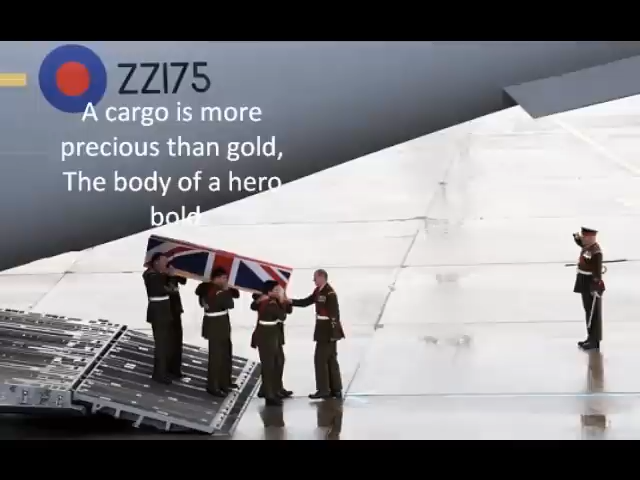 ZZ175
A cargo is more
precious than gold,
The body of a hero
bold